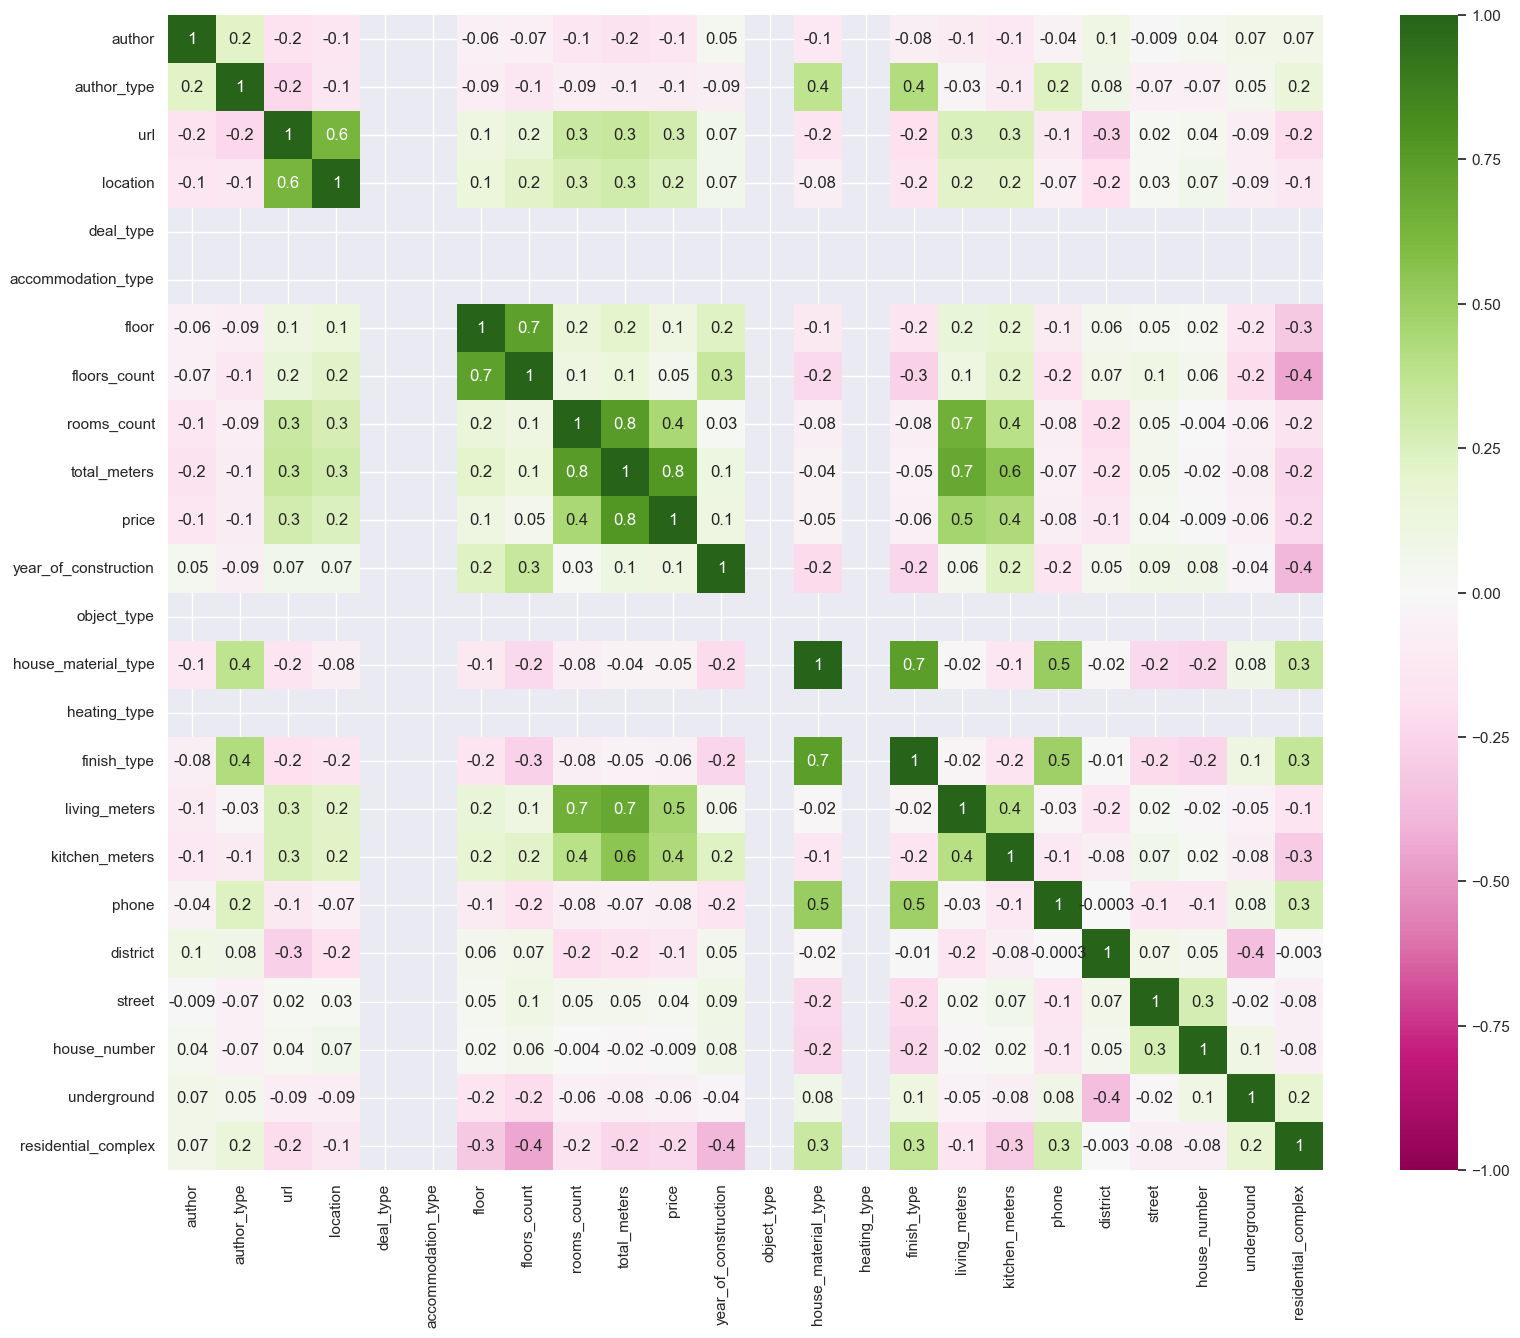 author 1 0.2 -0.2 -0.1 -0.06 -0.07 -0.1 -0.2 -0.1 0.05 -0.1 -0.08 -0.1 -0.1 -0.04 0.1 -0.009 0.04 0.07 0.07
author_type 0.2 1 -0.2 -0.1 -0.09 -0.1 -0.09 -0.1 -0.1 -0.09 0.4 0.4 -0.03 -0.1 0.2 0.08 -0.07 -0.07 0.05 0.2
url -0.2 -0.2 1 0.6 0.1 0.2 0.3 0.3 0.3 0.07 -0.2 -0.2 0.3 0.3 -0.1 -0.3 0.02 0.04 -0.09 -0.2
location -0.1 -0.1 0.6 1 0.1 0.2 0.3 0.3 0.2 0.07 -0.08 -0.2 0.2 0.2 -0.07 -0.2 0.03 0.07 -0.09 -0.1
deal_type
accommodation_type
floor -0.06 -0.09 0.1 0.1 1 0.7 0.2 0.2 0.1 0.2 -0.1 -0.2 0.2 0.2 -0.1 0.06 0.05 0.02 -0.2 -0.3
floors_count -0.07 -0.1 0.2 0.2 0.7 1 0.1 0.1 0.05 0.3 -0.2 -0.3 0.1 0.2 -0.2 0.07 0.1 0.06 -0.2 -0.4
rooms_count -0.1 -0.09 0.3 0.3 0.2 0.1 1 0.8 0.4 0.03 -0.08 -0.08 0.7 0.4 -0.08 -0.2 0.05 -0.004 -0.06 -0.2
total_meters -0.2 -0.1 0.3 0.3 0.2 0.1 0.8 1 0.8 0.1 -0.04 -0.05 0.7 0.6 -0.07 -0.2 0.05 -0.02 -0.08 -0.2
price -0.1 -0.1 0.3 0.2 0.1 0.05 0.4 0.8 1 0.1 -0.05 -0.06 0.5 0.4 -0.08 -0.1 0.04 -0.009 -0.06 -0.2
year_of_construction 0.05 -0.09 0.07 0.07 0.2 0.3 0.03 0.1 0.1 1 -0.2 -0.2 0.06 0.2 -0.2 0.05 0.09 0.08 -0.04 -0.4
object_type
house_material_type -0.1 0.4 -0.2 -0.08 -0.1 -0.2 -0.08 -0.04 -0.05 -0.2 1 0.7 -0.02 -0.1 0.5 -0.02 -0.2 -0.2 0.08 0.3
heating_type
finish_type -0.08 0.4 -0.2 -0.2 -0.2 -0.3 -0.08 -0.05 -0.06 -0.2 0.7 1 -0.02 -0.2 0.5 -0.01 -0.2 -0.2 0.1 0.3
living_meters -0.1 -0.03 0.3 0.2 0.2 0.1 0.7 0.7 0.5 0.06 -0.02 -0.02 1 0.4 -0.03 -0.2 0.02 -0.02 -0.05 -0.1
kitchen_meters -0.1 -0.1 0.3 0.2 0.2 0.2 0.4 0.6 0.4 0.2 -0.1 -0.2 0.4 1 -0.1 -0.08 0.07 0.02 -0.08 -0.3
phone -0.04 0.2 -0.1 -0.07 -0.1 -0.2 -0.08 -0.07 -0.08 -0.2 0.5 0.5 -0.03 -0.1 1 -0.0003 -0.1 -0.1 0.08 0.3
district 0.1 0.08 -0.3 -0.2 0.06 0.07 -0.2 -0.2 -0.1 0.05 -0.02 -0.01 -0.2 -0.08 -0.0003 1 0.07 0.05 -0.4 -0.003
street -0.009 -0.07 0.02 0.03 0.05 0.1 0.05 0.05 0.04 0.09 -0.2 -0.2 0.02 0.07 -0.1 0.07 1 0.3 -0.02 -0.08
house_number 0.04 -0.07 0.04 0.07 0.02 0.06 -0.004 -0.02 -0.009 0.08 -0.2 -0.2 -0.02 0.02 -0.1 0.05 0.3 1 0.1 -0.08
underground 0.07 0.05 -0.09 -0.09 -0.2 -0.2 -0.06 -0.08 -0.06 -0.04 0.08 0.1 -0.05 -0.08 0.08 -0.4 -0.02 0.1 1 0.2
residential_complex 0.07 0.2 -0.2 -0.1 -0.3 -0.4 -0.2 -0.2 -0.2 -0.4 0.3 0.3 -0.1 -0.3 0.3 -0.003 -0.08 -0.08 0.2 1
author
author_type
url
location
deal_type
accommodation_type
floor
floors_count
rooms_count
total_meters
price
year_of_construction
object_type
house_material_type
heating_type
finish_type
living_meters
kitchen_meters
phone
district
street
house_number
underground
residential_complex
1.00
0.75
0.50
0.25
0.00
−0.25
−0.50
−0.75
−1.00